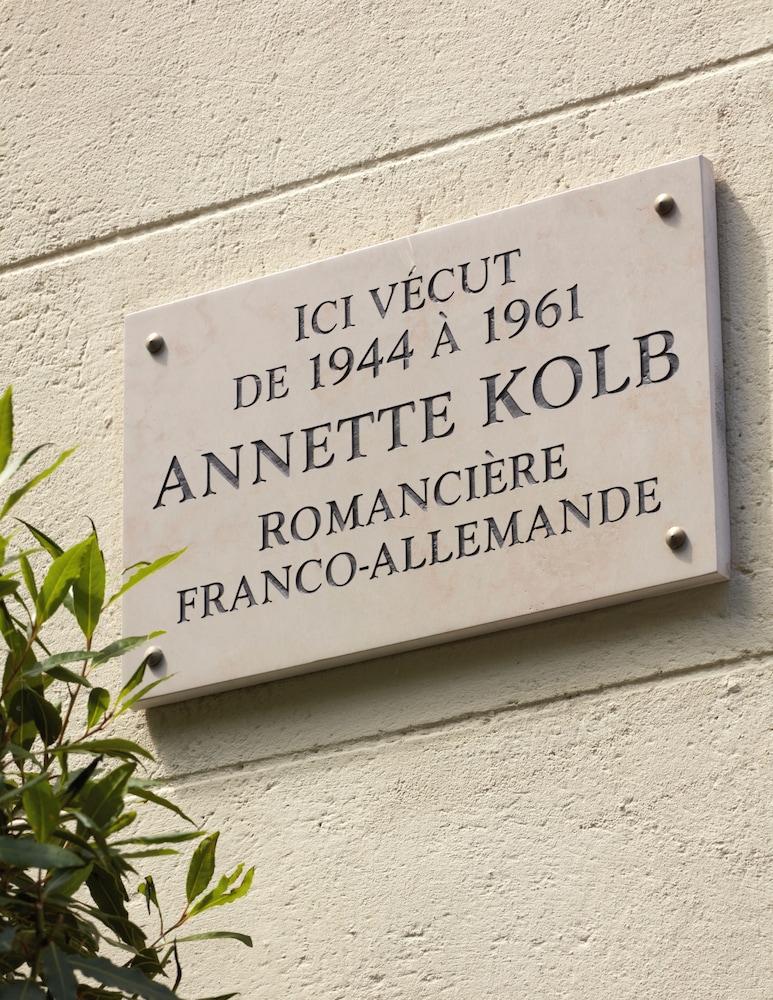 ICI VÉCUT
DE 1944 À 1961
ANNETTE KOLB
ROMANCIÈRE
FRANCO-ALLEMANDE